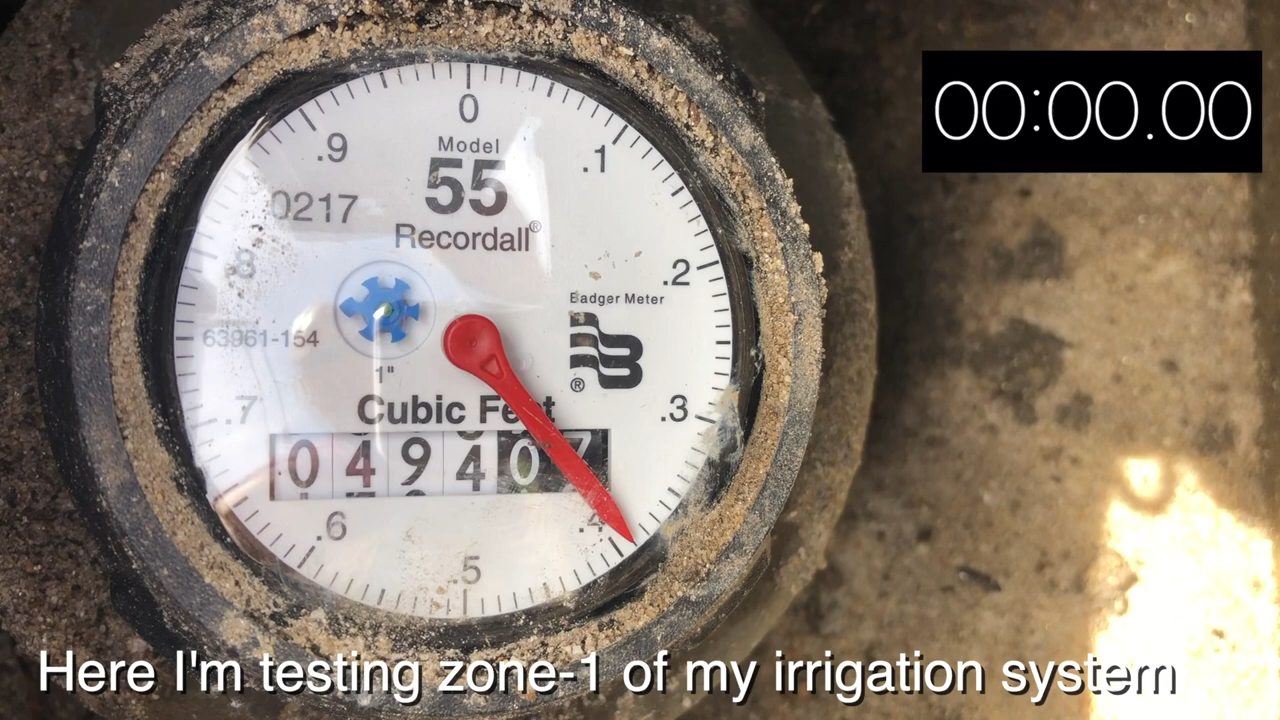 00:00.00
0
.9
.1
Model
55
0217
Recordall®
.8
.2
Badger Meter
63961-154
®
1"
.7
Cubic Feet
.3
0 4 9 4 0 7
.6
.4
.5
Here I'm testing zone-1 of my irrigation system